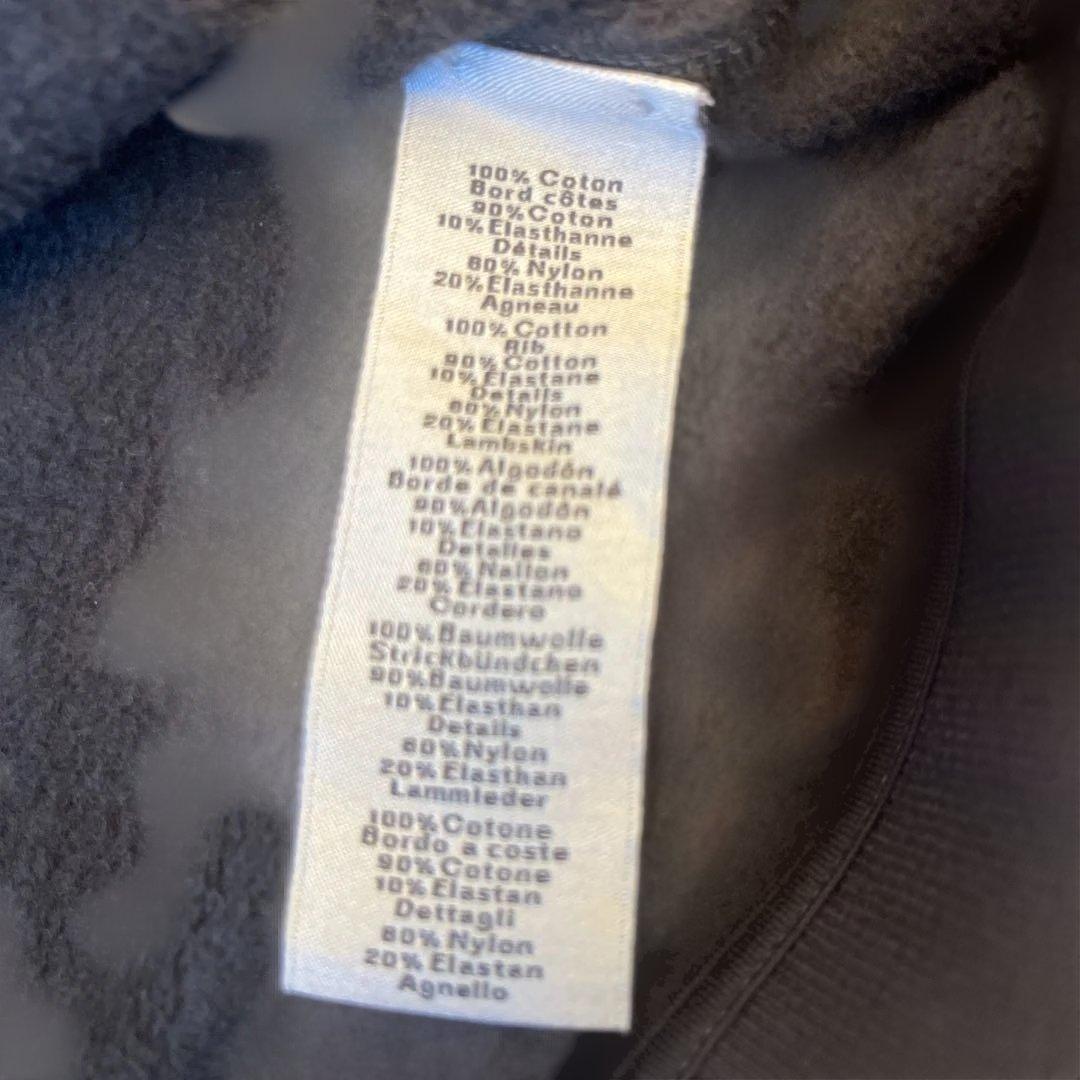 100% Coton
Bord côtes
90% Coton
10% Elasthanne
Détails
80% Nylon
20% Elasthanne
Agneau
100% Cotton
Rib
90% Cotton
10% Elastane
Details
80% Nylon
20% Elastane
Lambskin
100% Algodón
Borde de canalé
90% Algodón
10% Elastano
Detalles
80% Nailon
20% Elastano
Cordero
100% Baumwolle
Strickbündchen
90% Baumwolle
10% Elasthan
Details
80% Nylon
20% Elasthan
Lammleder
100% Cotone
Bordo a coste
90% Cotone
10% Elastan
Dettagli
80% Nylon
20% Elastan
Agnello